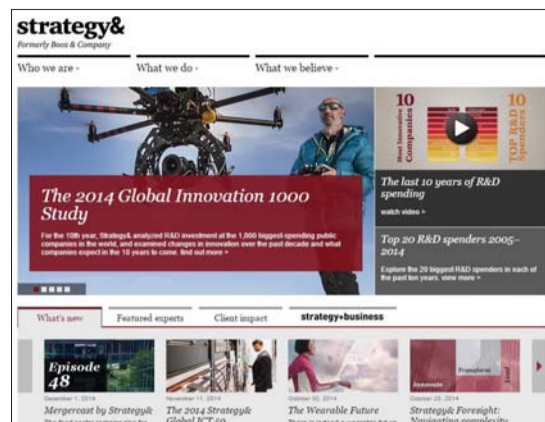 strategy&
Formerly Booz & Company
Who we are -
What we do -
What we believe -
The 2014 Global Innovation 1000
Study
For the 10th year, Strategy& analyzed R&D investment at the 1,000 biggest-spending public
companies in the world, and examined changes in innovation over the past decade and what
companies expect in the 10 years to come. find out more >
10
Most Innovative
Companies
10
TOP R&D
Spenders
The last 10 years of R&D
spending
watch video >
Top 20 R&D spenders 2005–
2014
Explore the 20 biggest R&D spenders in each of
the past ten years. view more >
What's new
Featured experts
Client impact
strategy+business
Episode
48
December 1, 2014
Mergercast by Strategy&
November 11, 2014
The 2014 Strategy&
Global ICT 50
October 02, 2014
The Wearable Future
Innovate
Transform
Lead
October 20, 2014
Strategy& Foresight:
Navigating complexity